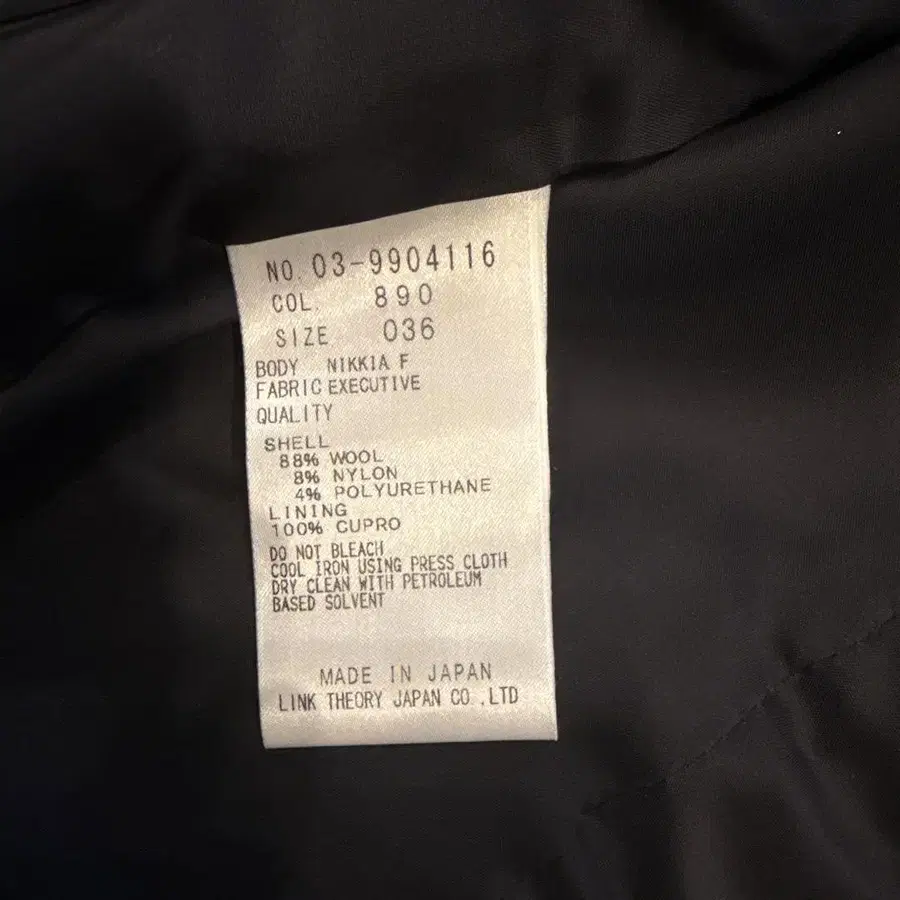 NO. 03-9904116
COL. 890
SIZE 036
BODY NIKKIA F
FABRIC EXECUTIVE
QUALITY
SHELL
88% WOOL
8% NYLON
4% POLYURETHANE
LINING
100% CUPRO
DO NOT BLEACH
COOL IRON USING PRESS CLOTH
DRY CLEAN WITH PETROLEUM
BASED SOLVENT
MADE IN JAPAN
LINK THEORY JAPAN CO.,LTD